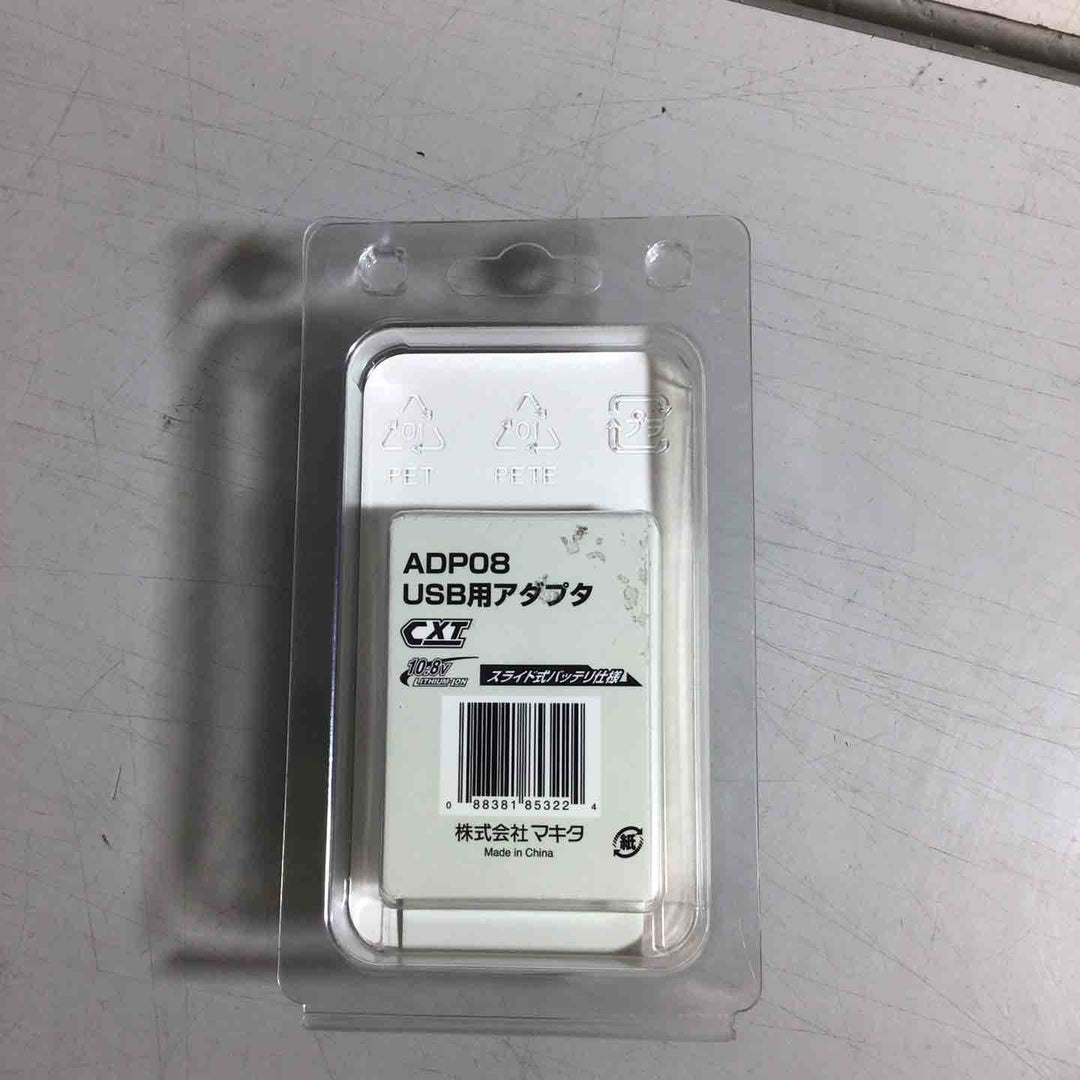 01 01 プラ
PET PETE
ADP08
USB用アダプタ
CXT
10.8V
LITHIUM-ION
スライド式バッテリ仕様
0 88381 85322 4
株式会社マキタ
Made in China
紙